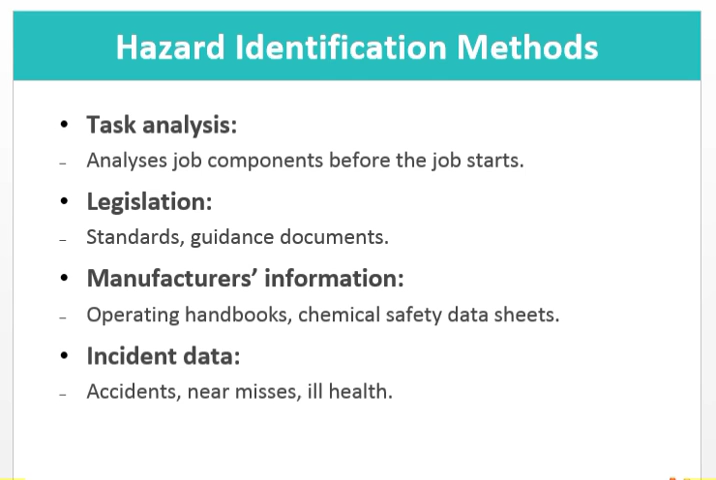 Hazard Identification Methods
• Task analysis:
– Analyses job components before the job starts.
• Legislation:
– Standards, guidance documents.
• Manufacturers’ information:
– Operating handbooks, chemical safety data sheets.
• Incident data:
– Accidents, near misses, ill health.